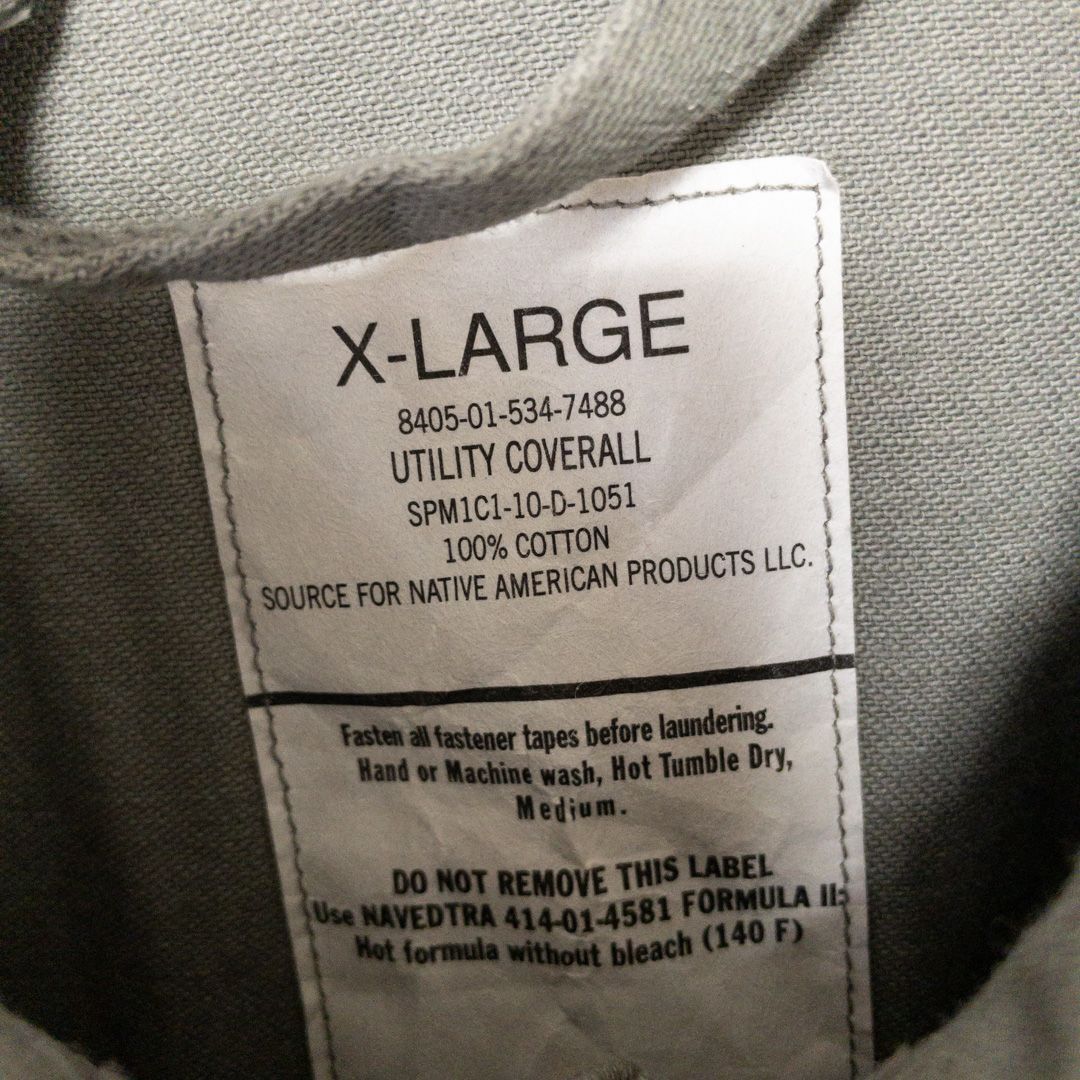 X-LARGE
8405-01-534-7488
UTILITY COVERALL
SPM1C1-10-D-1051
100% COTTON
SOURCE FOR NATIVE AMERICAN PRODUCTS LLC.
Fasten all fastener tapes before laundering.
Hand or Machine wash, Hot Tumble Dry,
Medium.
DO NOT REMOVE THIS LABEL
Use NAVEDTRA 414-01-4581 FORMULA II:
Hot formula without bleach (140 F)